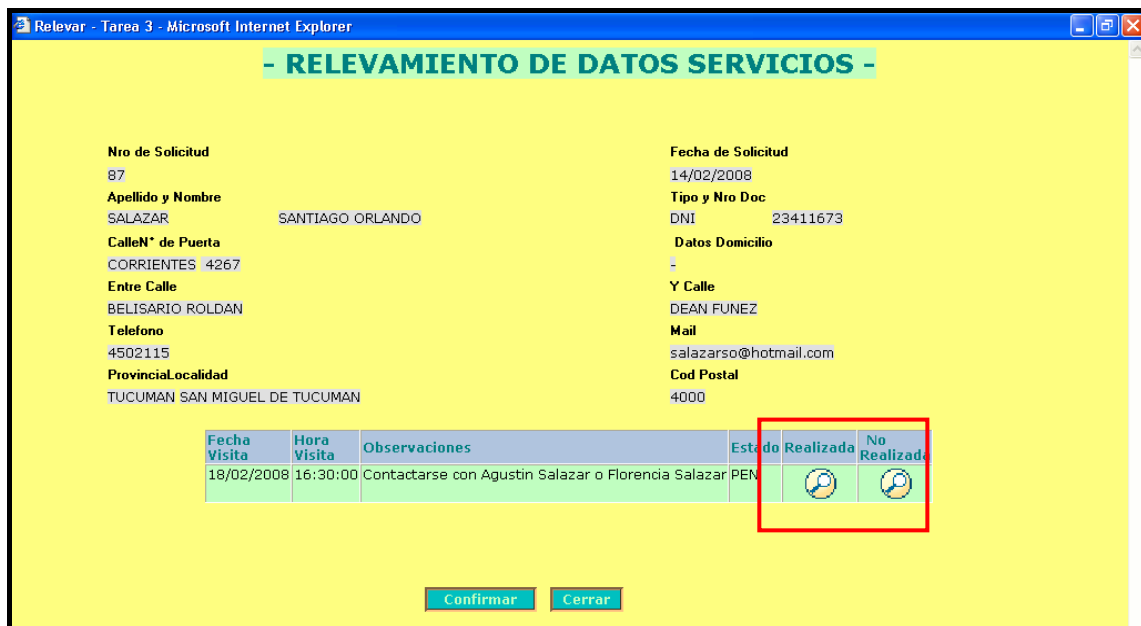 Relevar - Tarea 3 - Microsoft Internet Explorer
- RELEVAMIENTO DE DATOS SERVICIOS -
Nro de Solicitud Fecha de Solicitud
87 14/02/2008
Apellido y Nombre Tipo y Nro Doc
SALAZAR SANTIAGO ORLANDO DNI 23411673
CalleN° de Puerta Datos Domicilio
CORRIENTES 4267 -
Entre Calle Y Calle
BELISARIO ROLDAN DEAN FUNEZ
Telefono Mail
4502115 salazarso@hotmail.com
ProvinciaLocalidad Cod Postal
TUCUMAN SAN MIGUEL DE TUCUMAN 4000
Fecha Visita Hora Visita Observaciones Estado Realizada No Realizada
18/02/2008 16:30:00 Contactarse con Agustin Salazar o Florencia Salazar PEN
Confirmar Cerrar